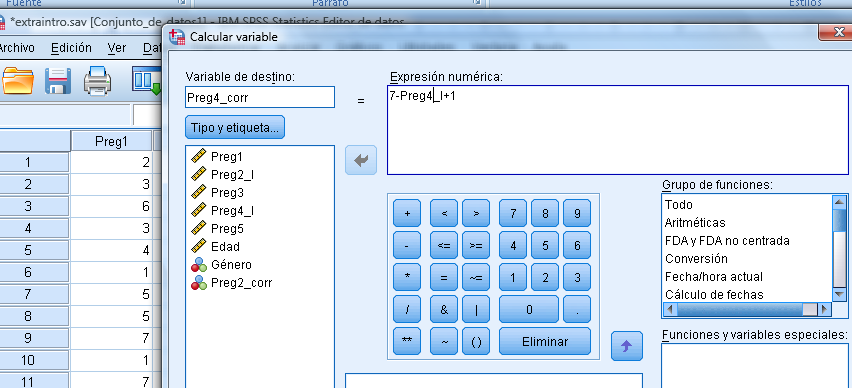 Fuente
Párrafo
Estilos
*extraintro.sav [Conjunto_de_datos1] - IBM SPSS Statistics Editor de datos
Calcular variable
Archivo Edición Ver
Variable de destino:
Preg4_corr
=
Expresión numérica:
7-Preg4_I+1
Tipo y etiqueta...
Preg1
Preg2_I
Preg3
Preg4_I
Preg5
Edad
Género
Preg2_corr
Preg1
1 2
2 3
3 6
4 3
5 4
6 1
7 5
8 5
9 7
10 1
11 7
+ < > 7 8 9
- <= >= 4 5 6
* = ~= 1 2 3
/ & | 0 .
** ~ ( ) Eliminar
Grupo de funciones:
Todo
Aritméticas
FDA y FDA no centrada
Conversión
Fecha/hora actual
Cálculo de fechas
Funciones y variables especiales: